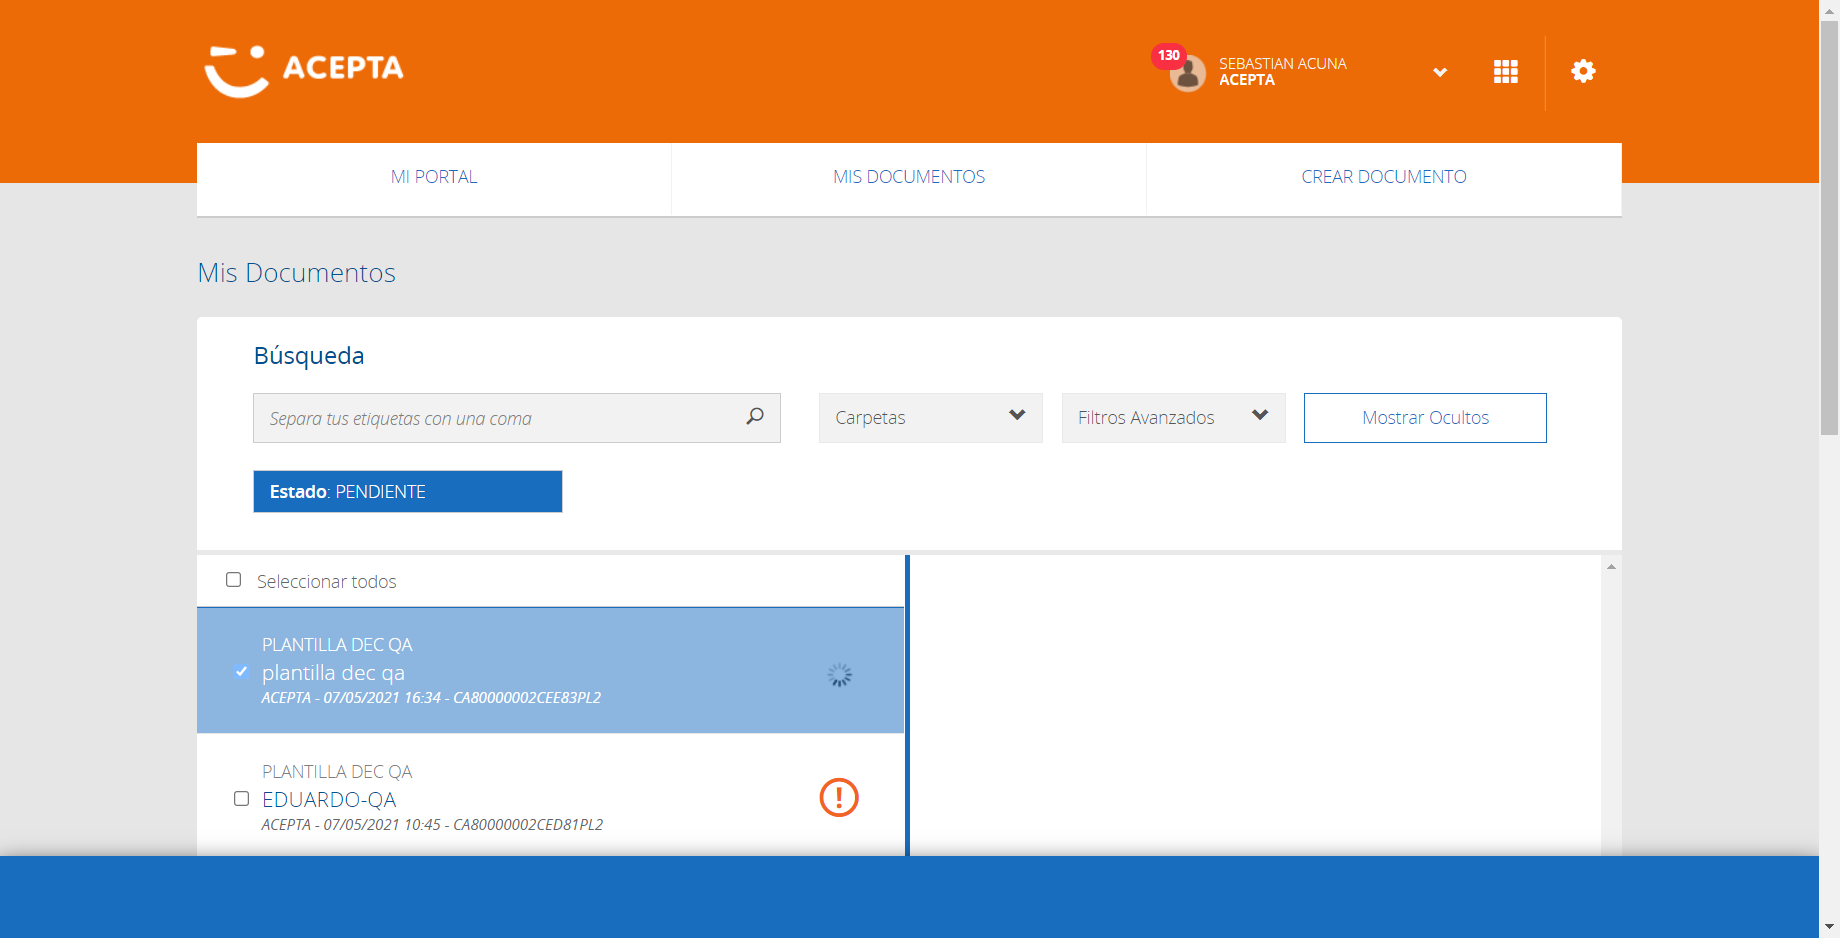 ACEPTA
130
SEBASTIAN ACUNA
ACEPTA
MI PORTAL
MIS DOCUMENTOS
CREAR DOCUMENTO
Mis Documentos
Búsqueda
Separa tus etiquetas con una coma
Carpetas
Filtros Avanzados
Mostrar Ocultos
Estado: PENDIENTE
Seleccionar todos
PLANTILLA DEC QA
plantilla dec qa
ACEPTA - 07/05/2021 16:34 - CA80000002CEE83PL2
PLANTILLA DEC QA
EDUARDO-QA
ACEPTA - 07/05/2021 10:45 - CA80000002CED81PL2